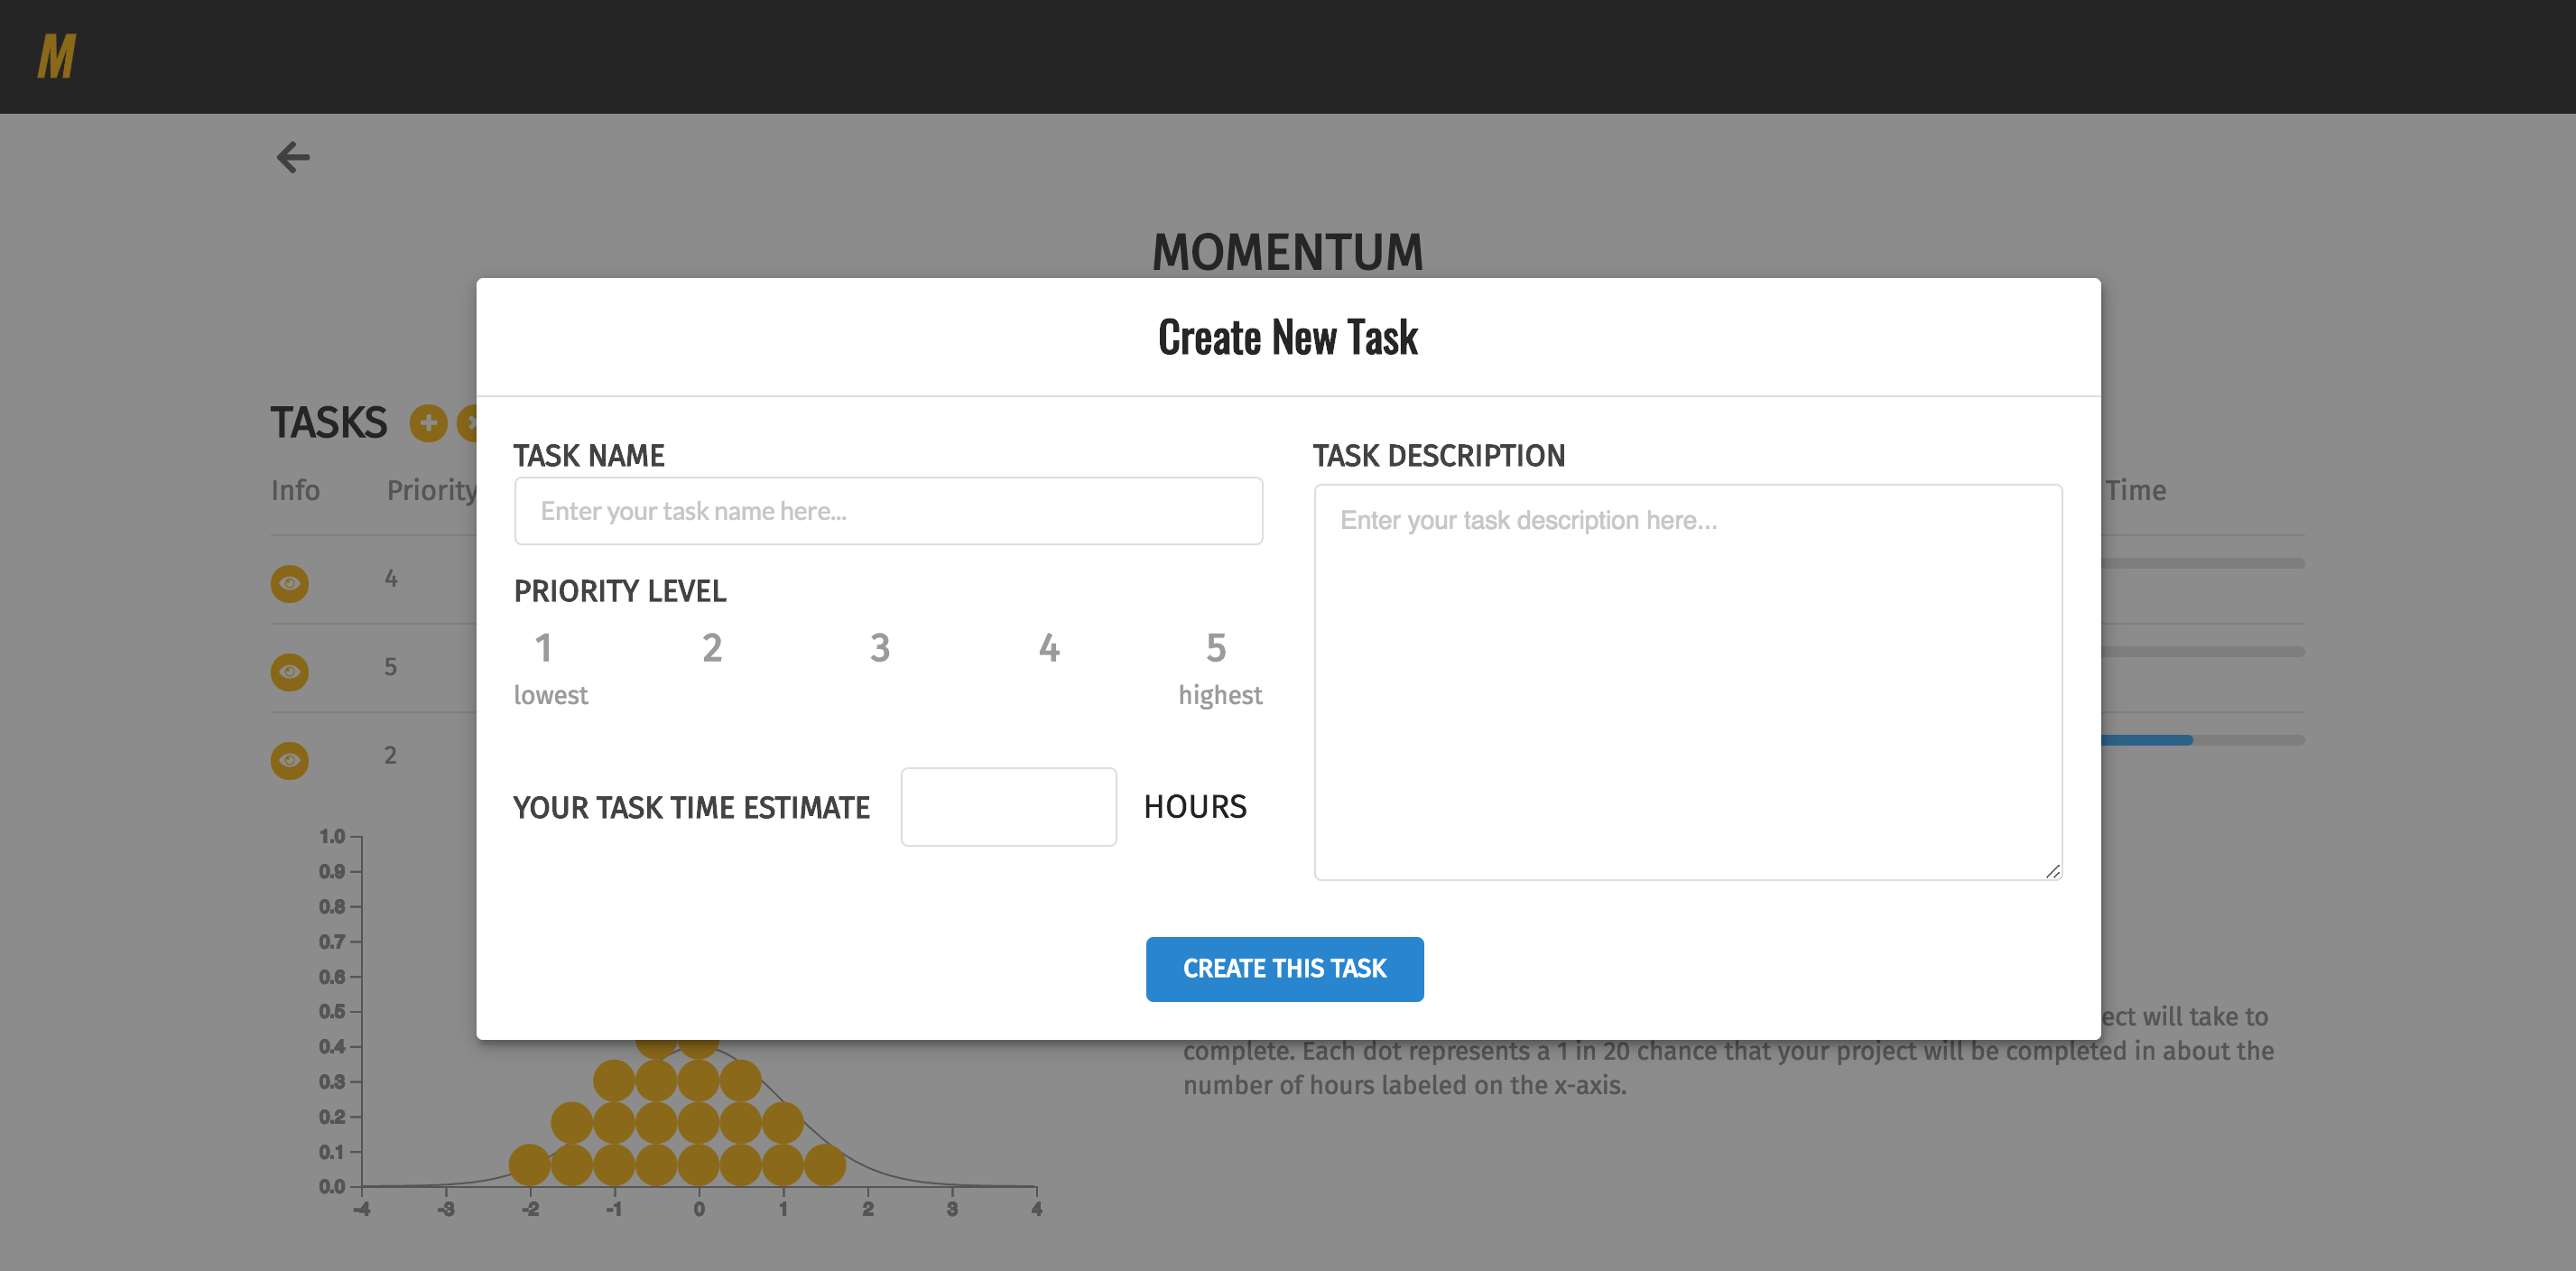 M
MOMENTUM
Create New Task
TASKS
Info Priority Time
4
5
2
TASK NAME
Enter your task name here...
PRIORITY LEVEL
1 2 3 4 5
lowest highest
YOUR TASK TIME ESTIMATE HOURS
TASK DESCRIPTION
Enter your task description here...
CREATE THIS TASK
1.0
0.9
0.8
0.7
0.6
0.5
0.4
0.3
0.2
0.1
0.0
-4 -3 -2 -1 0 1 2 3 4
will take to
complete. Each dot represents a 1 in 20 chance that your project will be completed in about the
number of hours labeled on the x-axis.